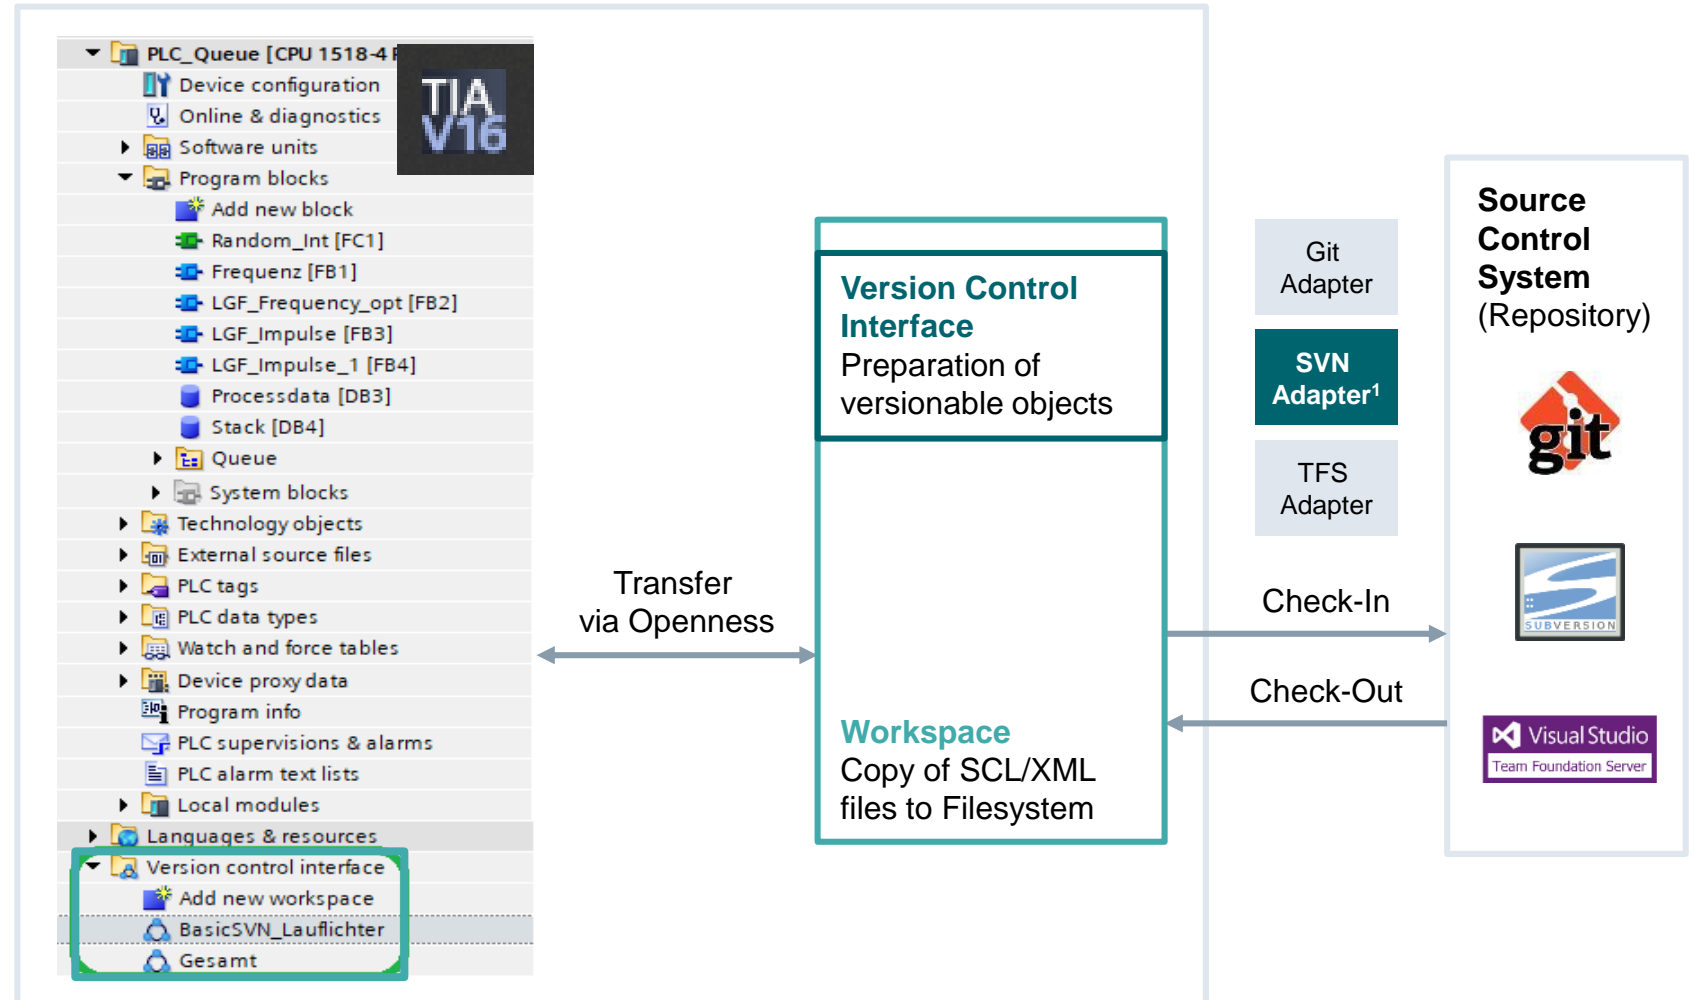 PLC_Queue [CPU 1518-4
TIA
V16
Device configuration
Online & diagnostics
Software units
Program blocks
Add new block
Random_Int [FC1]
Frequenz [FB1]
LGF_Frequency_opt [FB2]
LGF_Impulse [FB3]
LGF_Impulse_1 [FB4]
Processdata [DB3]
Stack [DB4]
Queue
System blocks
Technology objects
External source files
PLC tags
PLC data types
Watch and force tables
Device proxy data
Program info
PLC supervisions & alarms
PLC alarm text lists
Local modules
Languages & resources
Version control interface
Add new workspace
BasicSVN_Lauflichter
Gesamt
Transfer
via Openness
Version Control
Interface
Preparation of
versionable objects
Workspace
Copy of SCL/XML
files to Filesystem
Git
Adapter
SVN
Adapter¹
TFS
Adapter
Check-In
Check-Out
Source
Control
System
(Repository)
git
SUBVERSION
Visual Studio
Team Foundation Server